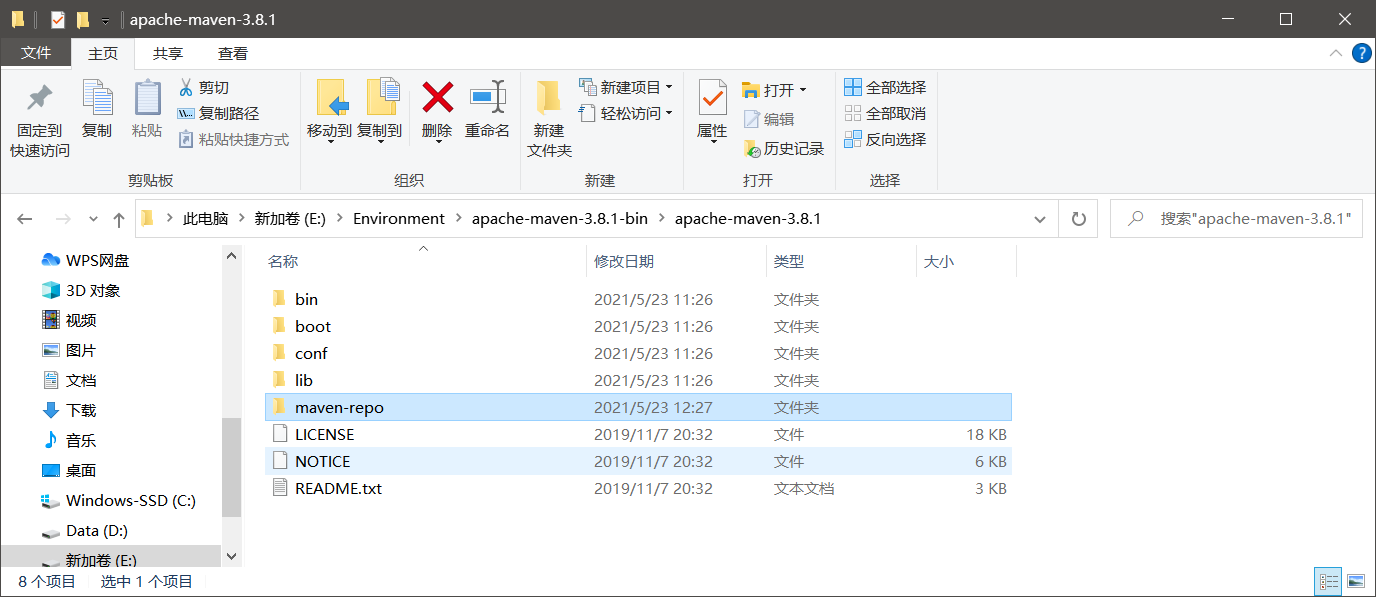 apache-maven-3.8.1
文件 主页 共享 查看
固定到
快速访问
复制
粘贴
剪切
复制路径
粘贴快捷方式
剪贴板
移动到
复制到
删除
重命名
组织
新建
文件夹
新建项目
轻松访问
新建
属性
打开
编辑
历史记录
打开
全部选择
全部取消
反向选择
选择
此电脑 新加卷 (E:) Environment apache-maven-3.8.1-bin apache-maven-3.8.1
搜索"apache-maven-3.8.1"
WPS网盘
3D 对象
视频
图片
文档
下载
音乐
桌面
Windows-SSD (C:)
Data (D:)
新加卷 (E:)
名称 修改日期 类型 大小
bin 2021/5/23 11:26 文件夹
boot 2021/5/23 11:26 文件夹
conf 2021/5/23 11:26 文件夹
lib 2021/5/23 11:26 文件夹
maven-repo 2021/5/23 12:27 文件夹
LICENSE 2019/11/7 20:32 文件 18 KB
NOTICE 2019/11/7 20:32 文件 6 KB
README.txt 2019/11/7 20:32 文本文档 3 KB
8 个项目 选中 1 个项目